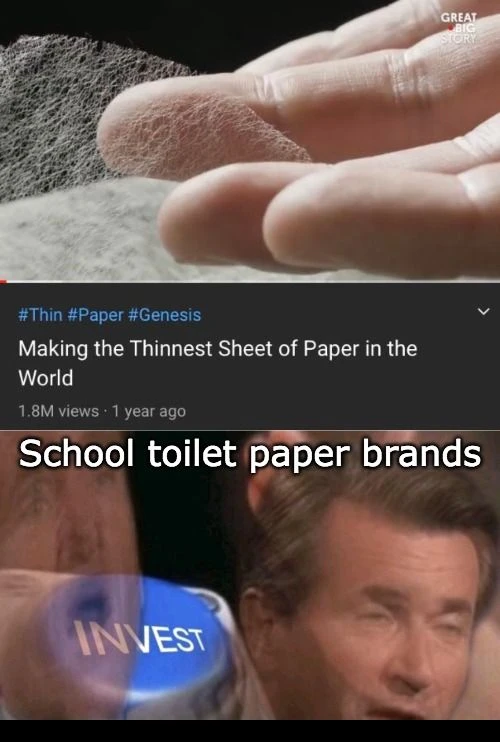 GREAT
BIG
STORY
#Thin #Paper #Genesis
Making the Thinnest Sheet of Paper in the
World
1.8M views · 1 year ago
School toilet paper brands
INVEST